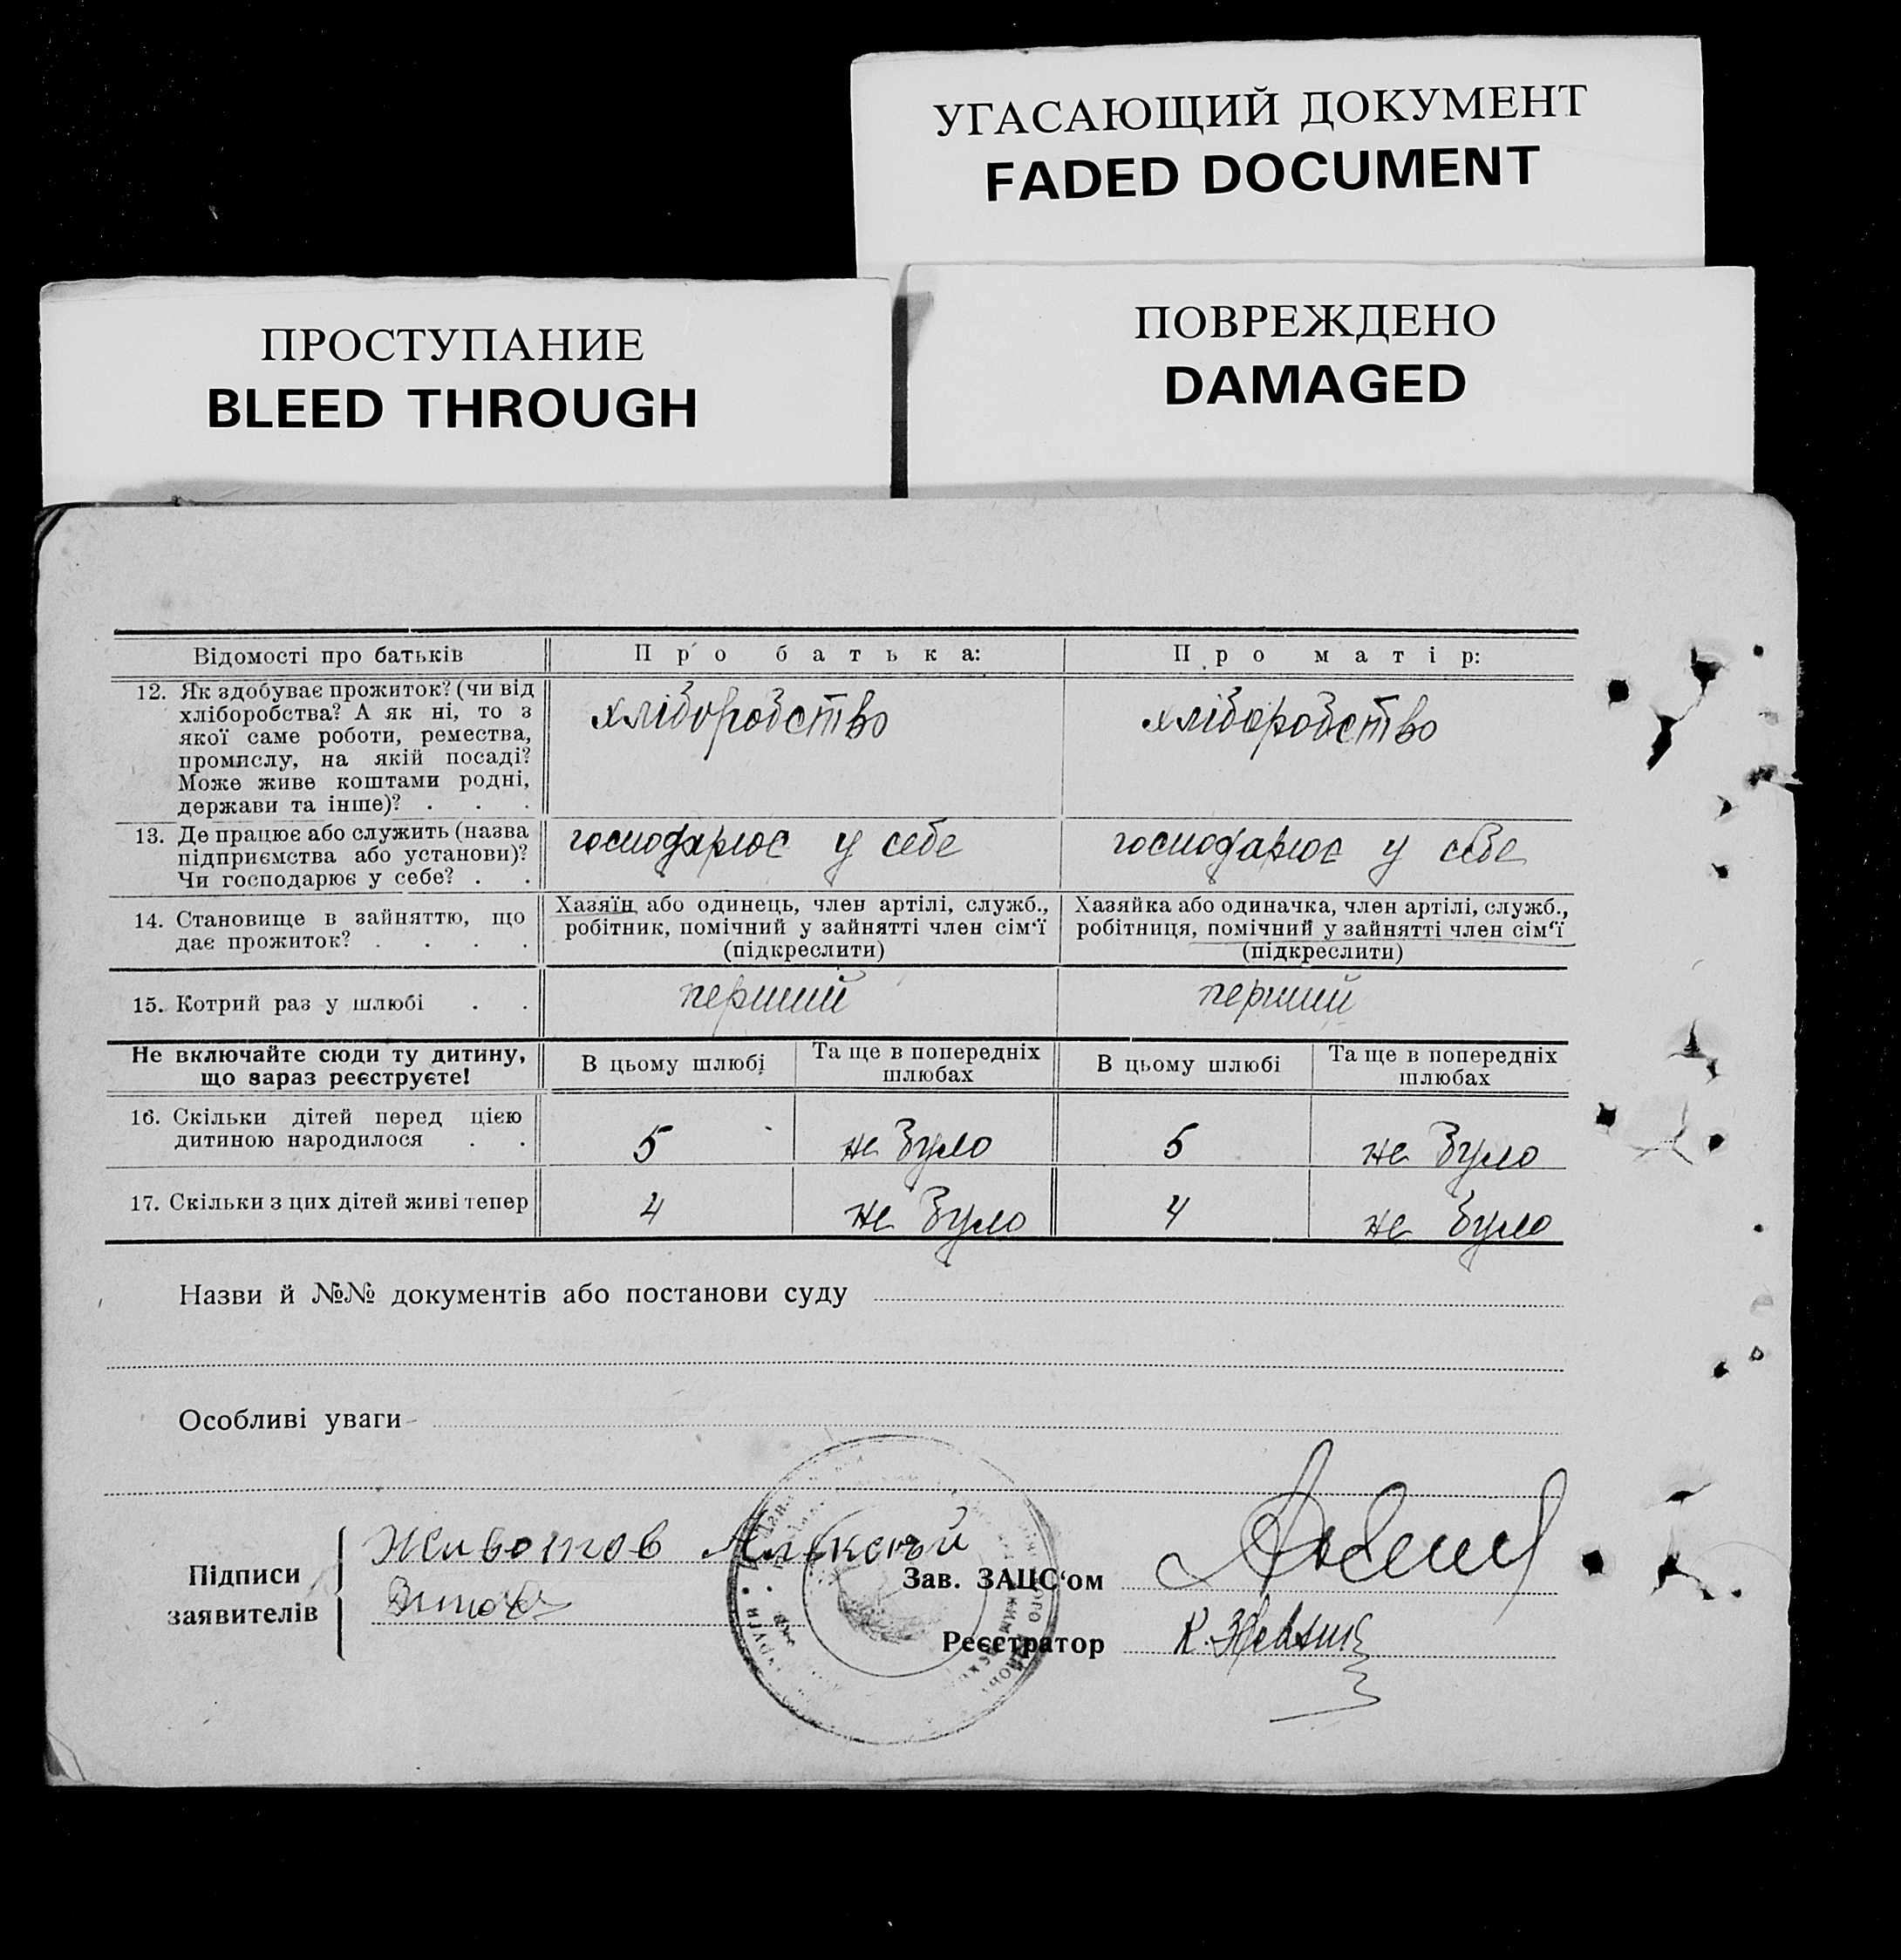 УГАСАЮЩИЙ ДОКУМЕНТ
FADED DOCUMENT
ПРОСТУПАНИЕ
BLEED THROUGH
ПОВРЕЖДЕНО
DAMAGED
Відомості про батьків
Про батька:
Про матір:
12. Як здобуває прожиток? (чи від
хліборобства? А як ні, то з
якої саме роботи, ремества,
промислу, на якій посаді?
Може живе коштами родні,
держави та інше)? . . .
хліборобство
хліборобство
13. Де працює або служить (назва
підприємства або установи)?
Чи господарює у себе? . .
господарює у себе
господарює у себе
14. Становище в зайняттю, що
дає прожиток? . . . .
Хазяїн або одинець, член артілі, служб.,
робітник, помічний у зайнятті член сім'ї
(підкреслити)
Хазяйка або одиначка, член артілі, служб.,
робітниця, помічний у зайнятті член сім'ї
(підкреслити)
15. Котрий раз у шлюбі . .
перший
перший
Не включайте сюди ту дитину,
що зараз реєструєте!
В цьому шлюбі
Та ще в попередніх
шлюбах
В цьому шлюбі
Та ще в попередніх
шлюбах
16. Скільки дітей перед цією
дитиною народилося . .
5
не було
5
не було
17. Скільки з цих дітей живі тепер
4
не було
4
не було
Назви й №№ документів або постанови суду
Особливі уваги
Підписи
заявителів
Животов
Зав. ЗАЦС'ом
Реєстратор
К.